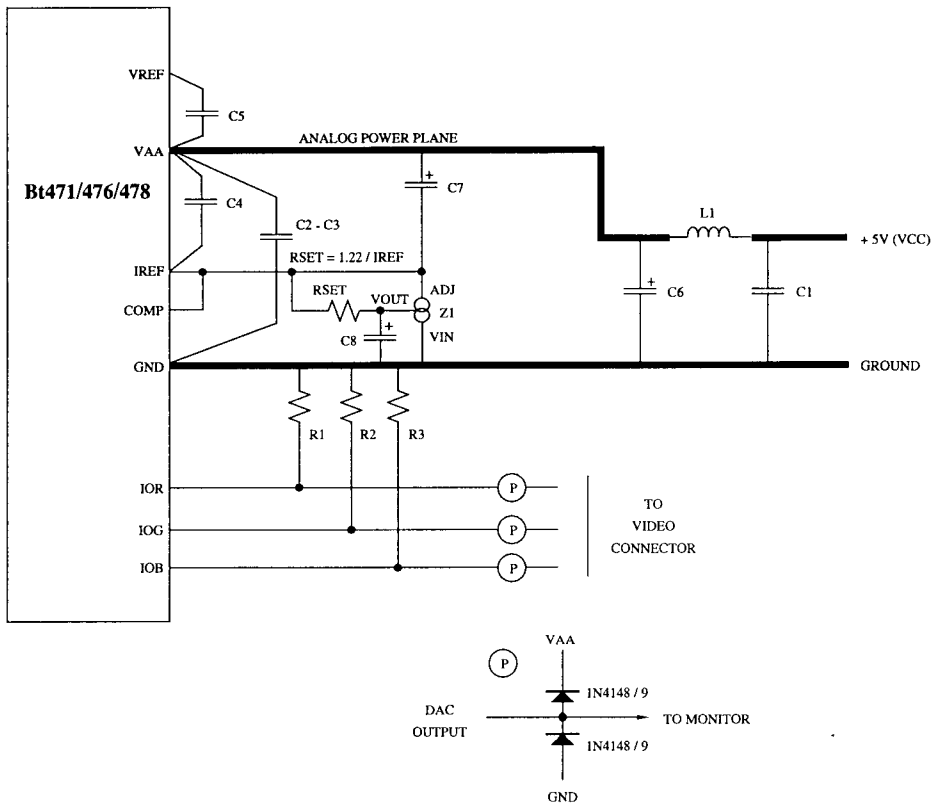 VREF
C5
ANALOG POWER PLANE
VAA
Bt471/476/478
C4
+
C7
C2 - C3
L1
+ 5V (VCC)
RSET = 1.22 / IREF
IREF
RSET
VOUT
ADJ
Z1
+
C6
C1
COMP
C8
+
VIN
GND
GROUND
R1
R2
R3
IOR
P
IOG
P
IOB
P
TO
VIDEO
CONNECTOR
P
VAA
1N4148 / 9
DAC
OUTPUT
TO MONITOR
1N4148 / 9
GND